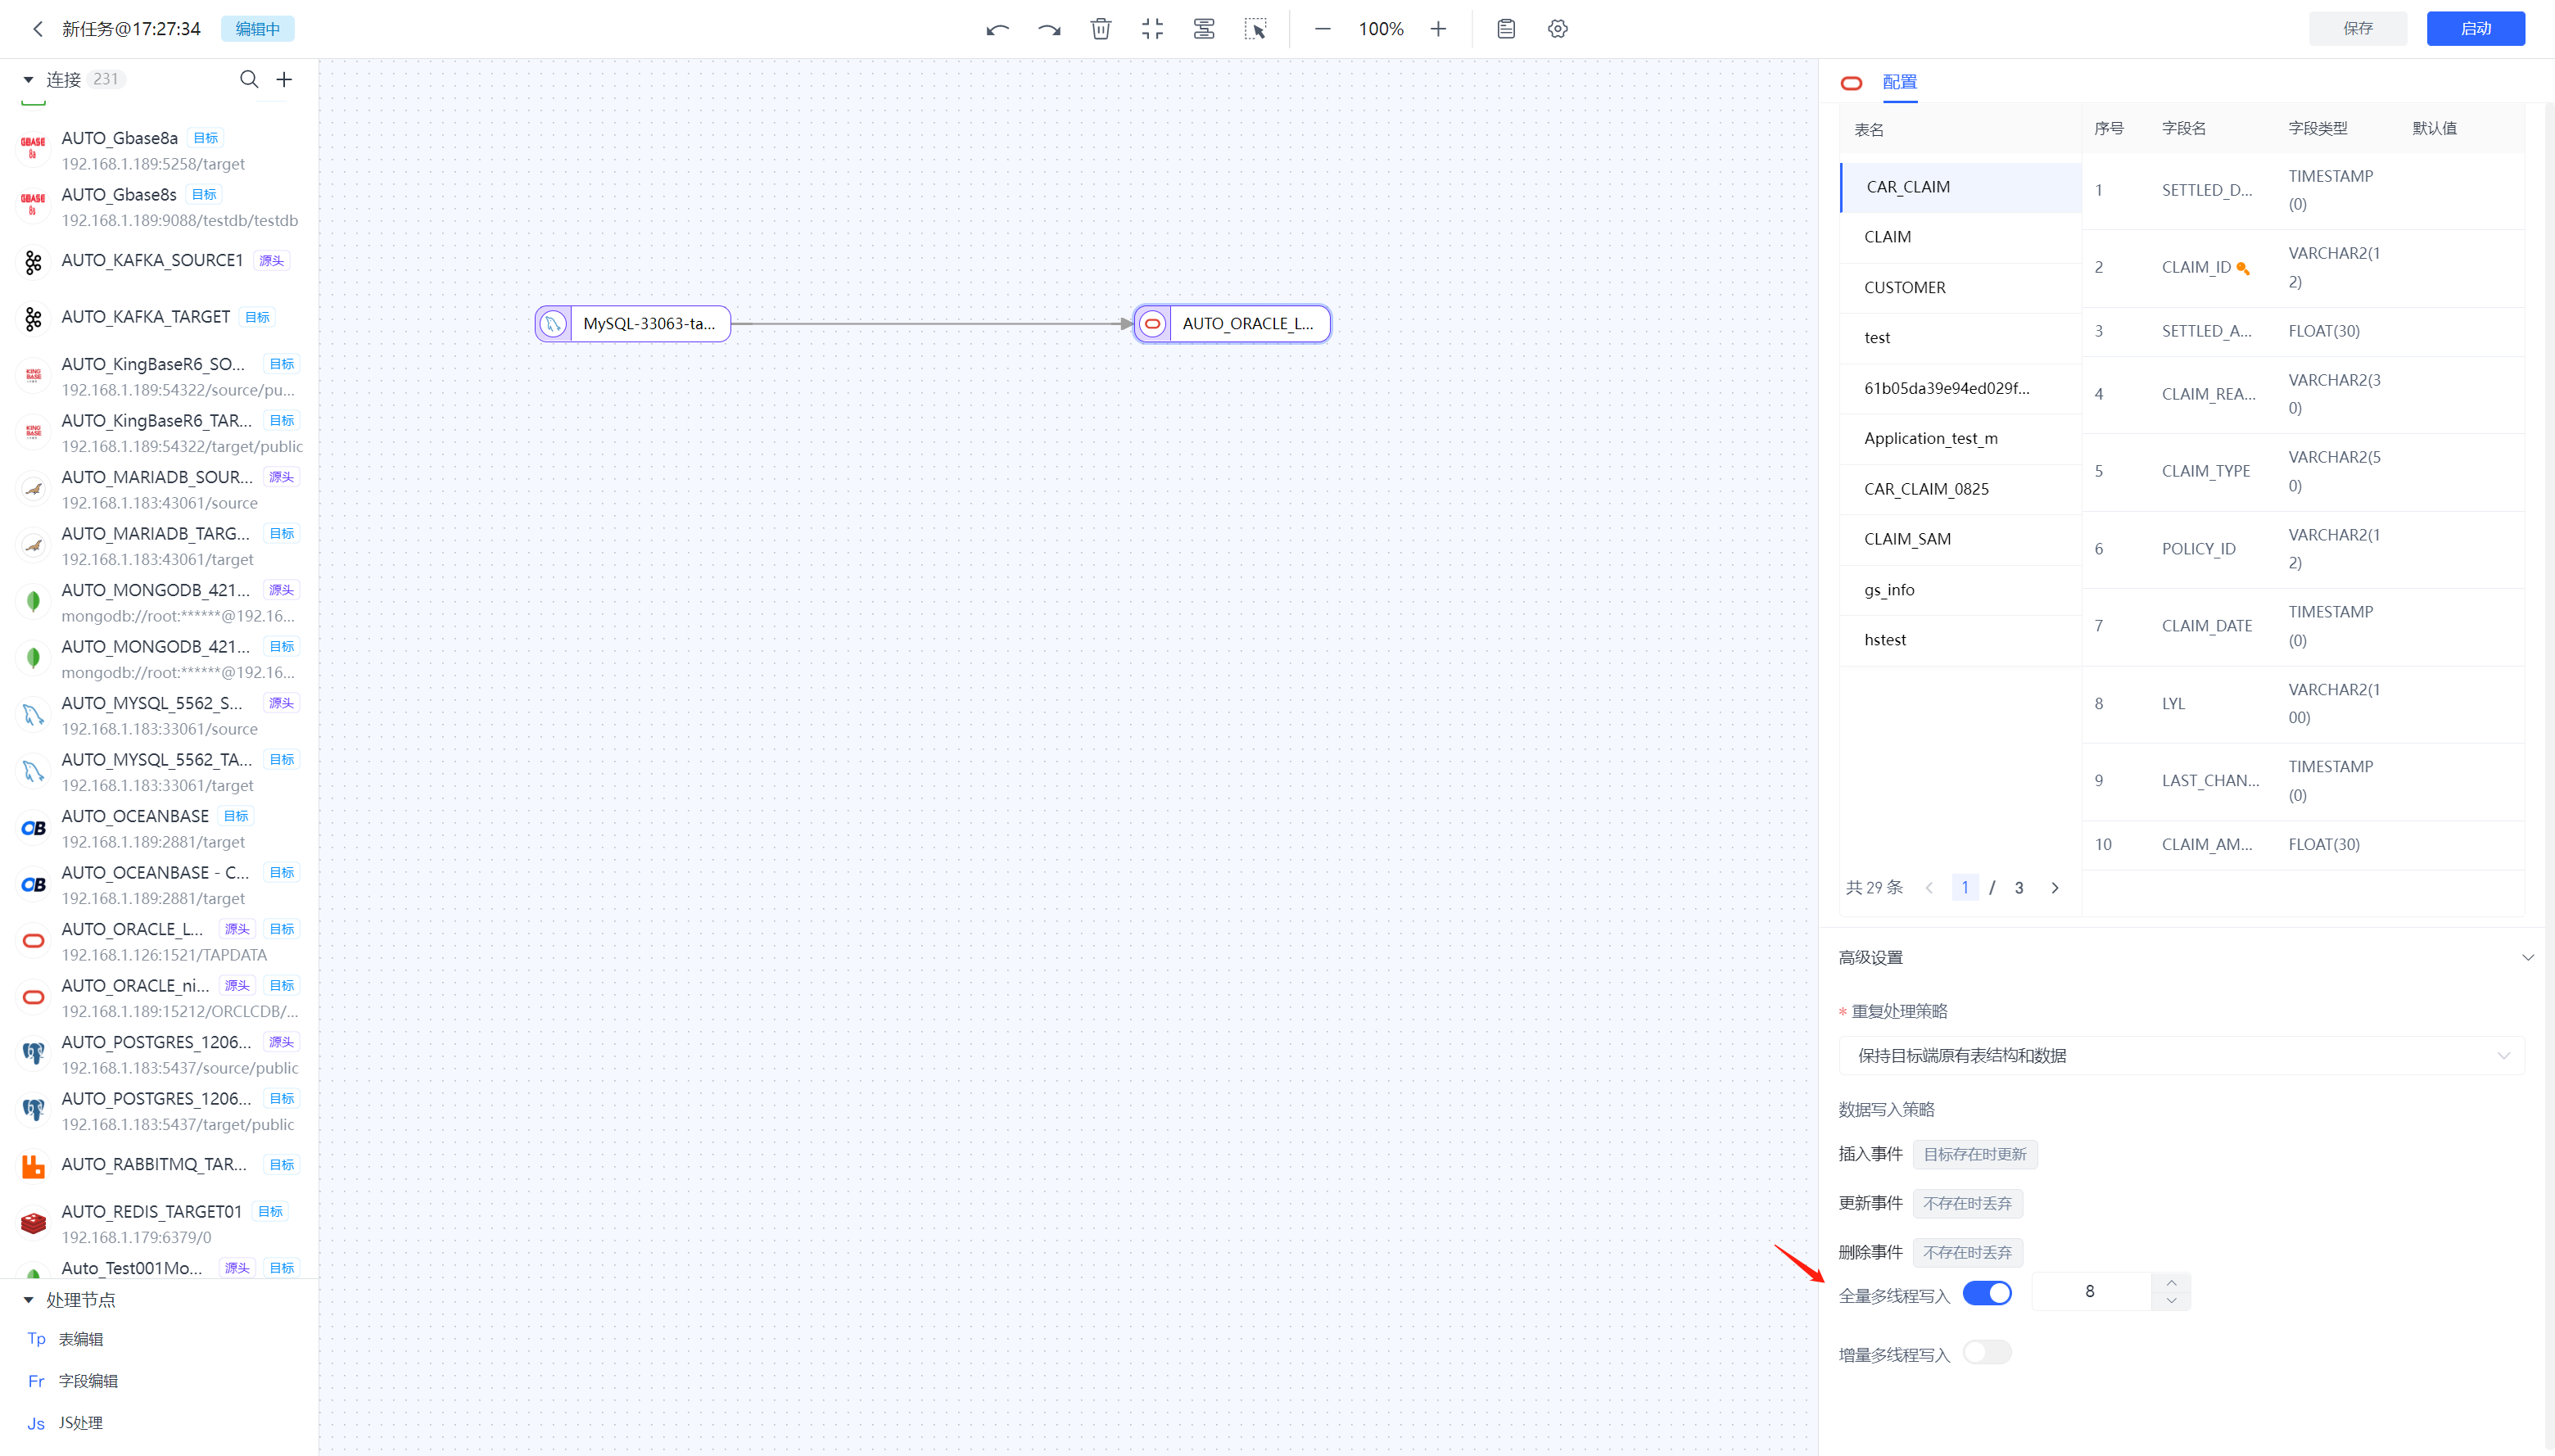 新任务@17:27:34 编辑中
100%
保存 启动
连接 231
AUTO_Gbase8a 目标
192.168.1.189:5258/target
AUTO_Gbase8s 目标
192.168.1.189:9088/testdb/testdb
AUTO_KAFKA_SOURCE1 源头
AUTO_KAFKA_TARGET 目标
AUTO_KingBaseR6_SO... 目标
192.168.1.189:54322/source/pu...
AUTO_KingBaseR6_TAR... 目标
192.168.1.189:54322/target/public
AUTO_MARIADB_SOUR... 源头
192.168.1.183:43061/source
AUTO_MARIADB_TARG... 目标
192.168.1.183:43061/target
AUTO_MONGODB_421... 源头
mongodb://root:******@192.16...
AUTO_MONGODB_421... 目标
mongodb://root:******@192.16...
AUTO_MYSQL_5562_S... 源头
192.168.1.183:33061/source
AUTO_MYSQL_5562_TA... 目标
192.168.1.183:33061/target
AUTO_OCEANBASE 目标
192.168.1.189:2881/target
AUTO_OCEANBASE - C... 目标
192.168.1.189:2881/target
AUTO_ORACLE_L... 源头 目标
192.168.1.126:1521/TAPDATA
AUTO_ORACLE_ni... 源头 目标
192.168.1.189:15212/ORCLCDB/...
AUTO_POSTGRES_1206... 源头
192.168.1.183:5437/source/public
AUTO_POSTGRES_1206... 目标
192.168.1.183:5437/target/public
AUTO_RABBITMQ_TAR... 目标
AUTO_REDIS_TARGET01 目标
192.168.1.179:6379/0
Auto_Test001Mo... 源头 目标
处理节点
Tp 表编辑
Fr 字段编辑
Js JS处理
MySQL-33063-ta...
AUTO_ORACLE_L...
配置
表名
CAR_CLAIM
CLAIM
CUSTOMER
test
61b05da39e94ed029f...
Application_test_m
CAR_CLAIM_0825
CLAIM_SAM
gs_info
hstest
共 29 条 1 / 3
序号 字段名 字段类型 默认值
1 SETTLED_D... TIMESTAMP
(0)
2 CLAIM_ID VARCHAR2(1
2)
3 SETTLED_A... FLOAT(30)
4 CLAIM_REA... VARCHAR2(3
0)
5 CLAIM_TYPE VARCHAR2(5
0)
6 POLICY_ID VARCHAR2(1
2)
7 CLAIM_DATE TIMESTAMP
(0)
8 LYL VARCHAR2(1
00)
9 LAST_CHAN... TIMESTAMP
(0)
10 CLAIM_AM... FLOAT(30)
高级设置
* 重复处理策略
保持目标端原有表结构和数据
数据写入策略
插入事件 目标存在时更新
更新事件 不存在时丢弃
删除事件 不存在时丢弃
全量多线程写入 8
增量多线程写入